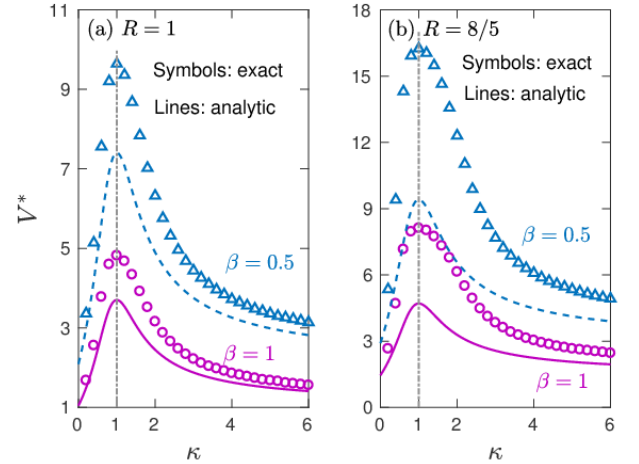 (a) R = 1
Symbols: exact
Lines: analytic
β = 0.5
β = 1
V*
11
9
7
5
3
1
0 2 4 6
κ
(b) R = 8/5
Symbols: exact
Lines: analytic
β = 0.5
β = 1
18
15
12
9
6
3
0
0 1 2 4 6
κ